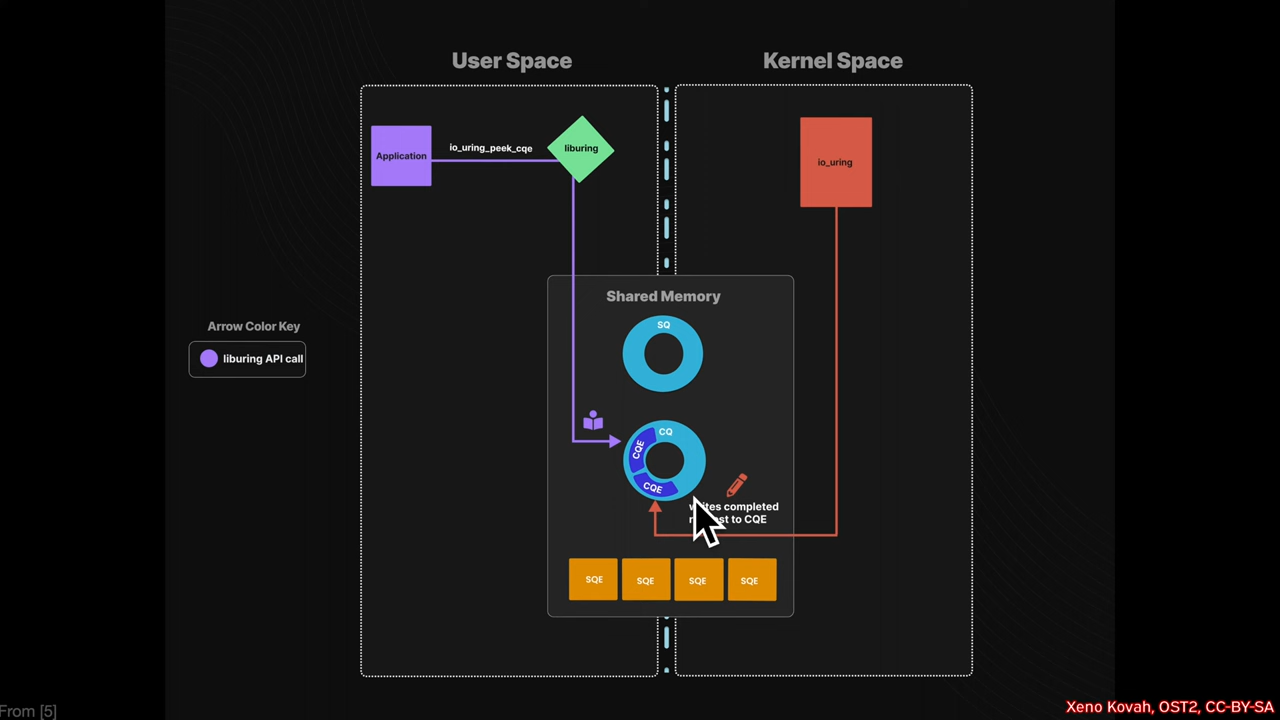 User Space
Kernel Space
Application
io_uring_peek_cqe
liburing
io_uring
Shared Memory
SQ
Arrow Color Key
liburing API call
CQ
CQE
CQE
completed
to CQE
SQE
SQE
SQE
SQE
From [5]
Xeno Kovah, OST2, CC-BY-SA